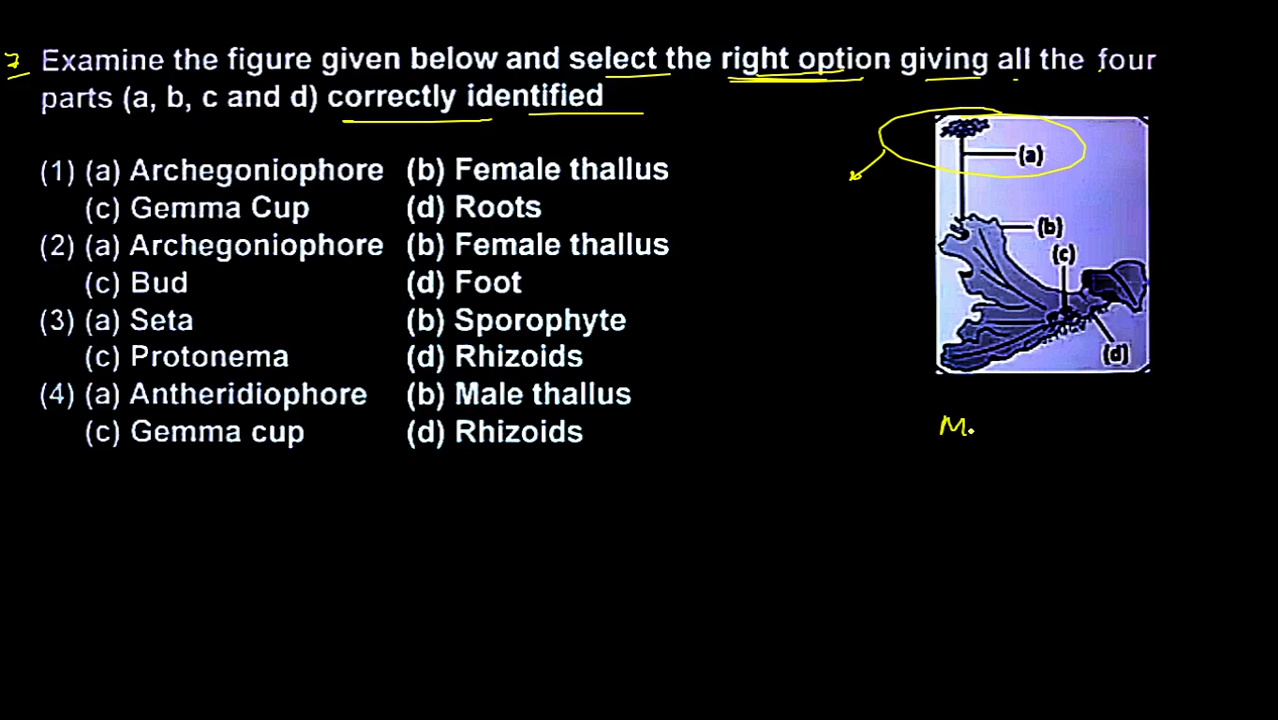 7 Examine the figure given below and select the right option giving all the four
parts (a, b, c and d) correctly identified
(1) (a) Archegoniophore (b) Female thallus
(c) Gemma Cup (d) Roots
(2) (a) Archegoniophore (b) Female thallus
(c) Bud (d) Foot
(3) (a) Seta (b) Sporophyte
(c) Protonema (d) Rhizoids
(4) (a) Antheridiophore (b) Male thallus
(c) Gemma cup (d) Rhizoids
(a)
(b)
(c)
(d)
M.